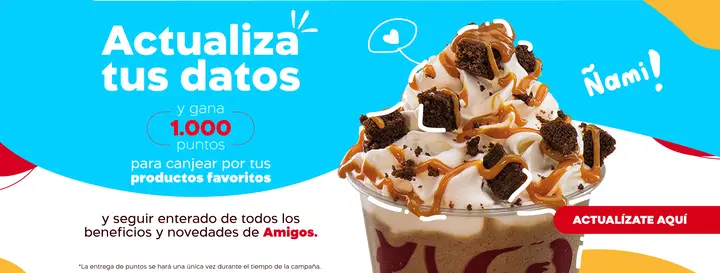 Actualiza
tus datos
y gana
1.000
puntos
para canjear por tus
productos favoritos
Ñami!
y seguir enterado de todos los
beneficios y novedades de Amigos.
ACTUALÍZATE AQUÍ
*La entrega de puntos se hará una única vez durante el tiempo de la campaña.